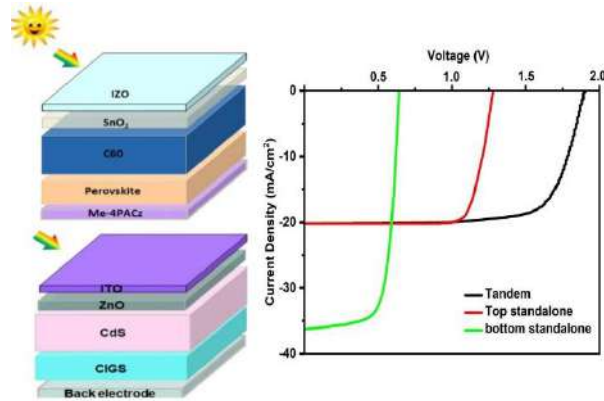 IZO
SnO₂
C60
Perovskite
Me-4PACz
ITO
ZnO
CdS
CIGS
Back electrode
Voltage (V)
0.5 1.0 1.5 2.0
0
-10
-20
-30
-40
Current Density (mA/cm²)
Tandem
Top standalone
bottom standalone